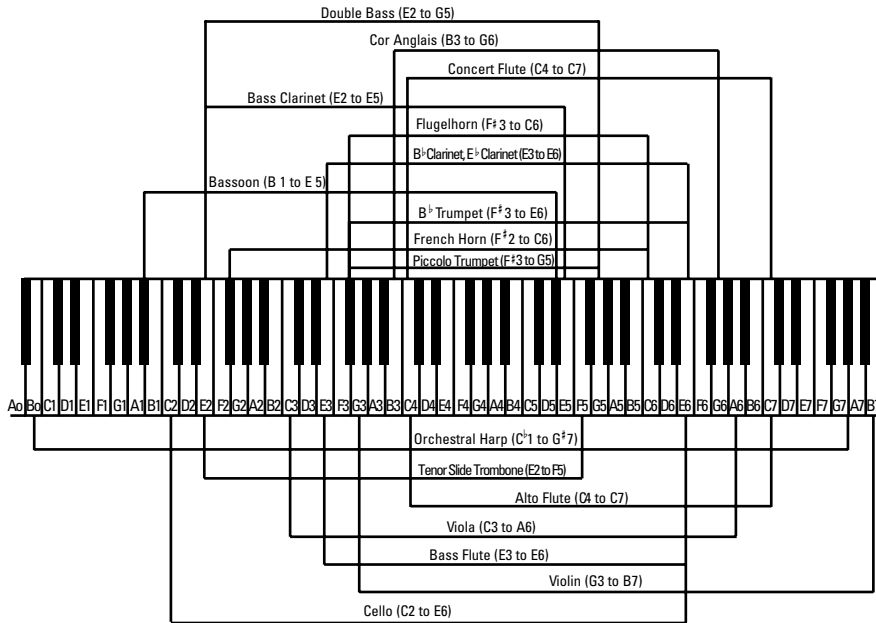 Double Bass (E2 to G5)
Cor Anglais (B3 to G6)
Concert Flute (C4 to C7)
Bass Clarinet (E2 to E5)
Flugelhorn (F♯3 to C6)
B♭Clarinet, E♭Clarinet (E3 to E6)
Bassoon (B 1 to E 5)
B♭ Trumpet (F♯3 to E6)
French Horn (F♯2 to C6)
Piccolo Trumpet (F♯3 to G5)
Ao Bo C1 D1 E1 F1 G1 A1 B1 C2 D2 E2 F2 G2 A2 B2 C3 D3 E3 F3 G3 A3 B3 C4 D4 E4 F4 G4 A4 B4 C5 D5 E5 F5 G5 A5 B5 C6 D6 E6 F6 G6 A6 B6 C7 D7 E7 F7 G7 A7 B7
Orchestral Harp (C♭1 to G♯7)
Tenor Slide Trombone (E2 to F5)
Alto Flute (C4 to C7)
Viola (C3 to A6)
Bass Flute (E3 to E6)
Violin (G3 to B7)
Cello (C2 to E6)